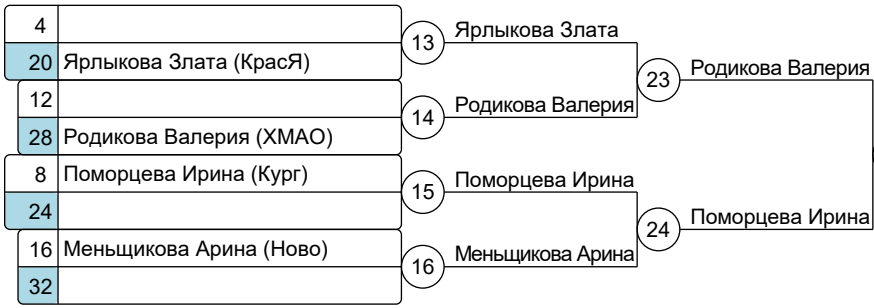 4
20 Ярлыкова Злата (КрасЯ)
12
28 Родикова Валерия (ХМАО)
8 Поморцева Ирина (Кург)
24
16 Меньщикова Арина (Ново)
32
13 Ярлыкова Злата
14 Родикова Валерия
15 Поморцева Ирина
16 Меньщикова Арина
23 Родикова Валерия
24 Поморцева Ирина